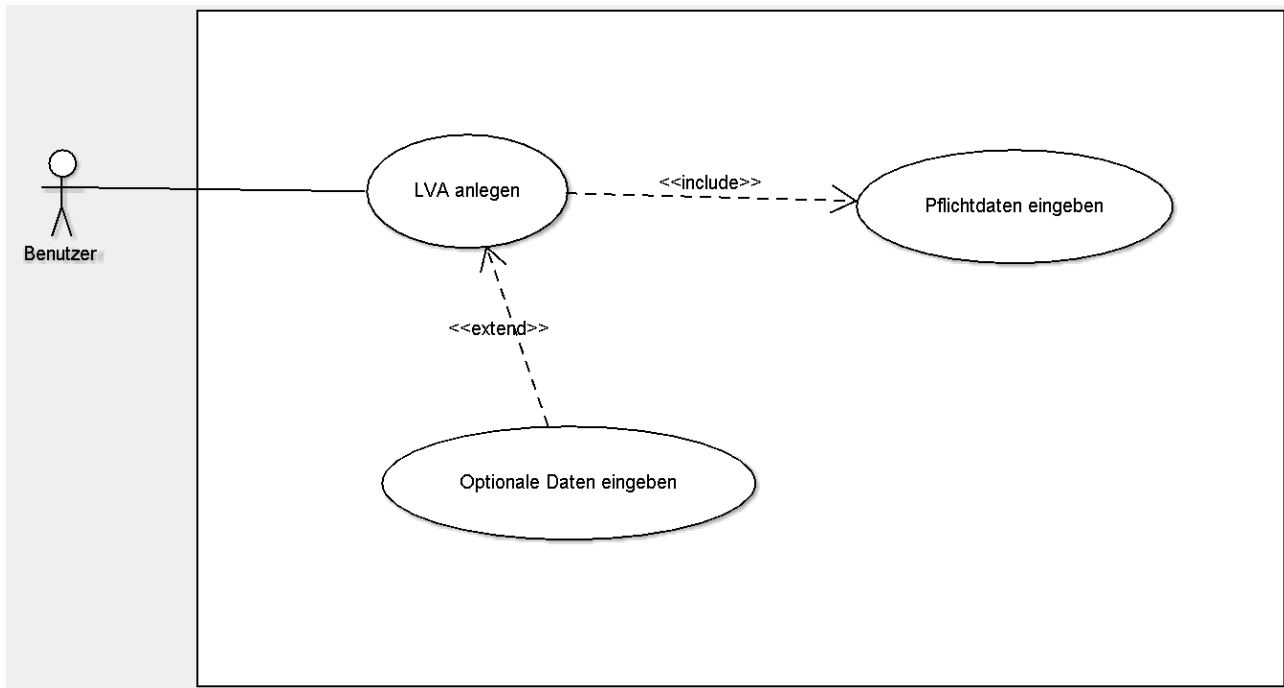 LVA anlegen
<<include>>
Pflichtdaten eingeben
Benutzer
<<extend>>
Optionale Daten eingeben